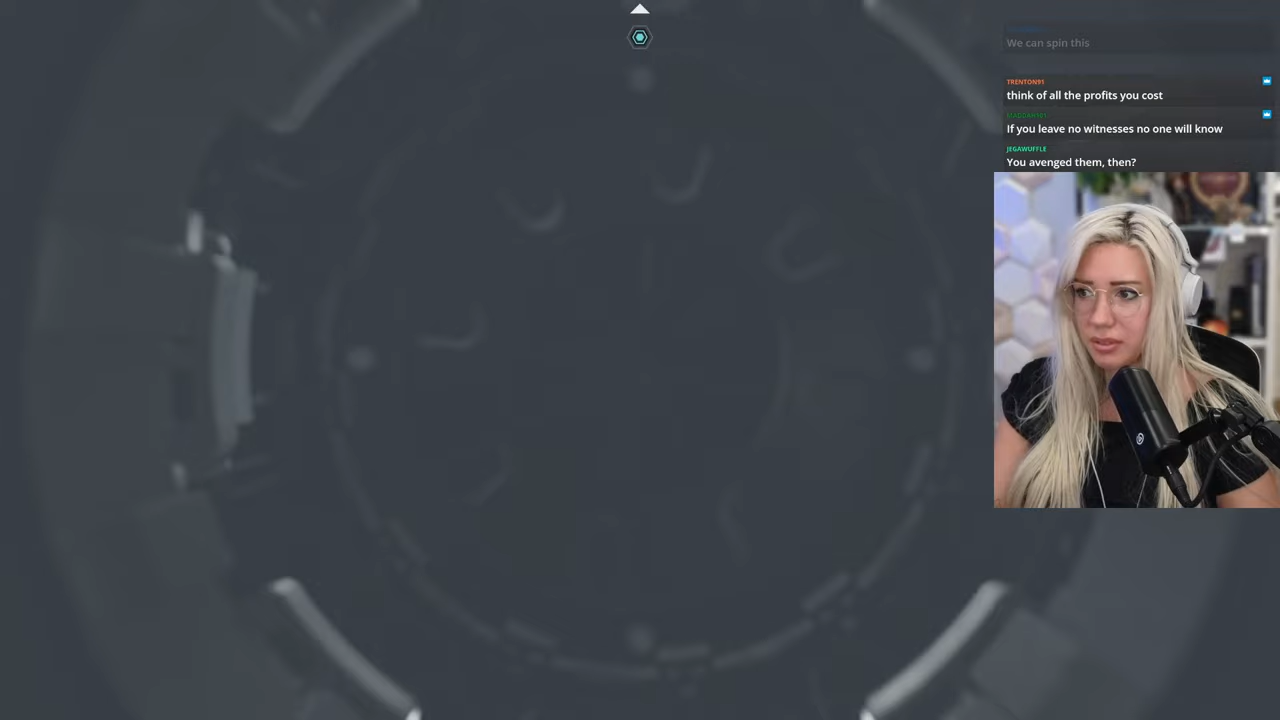 We can spin this
TRENTON91
think of all the profits you cost
If you leave no witnesses no one will know
JEGAWUFFLE
You avenged them, then?